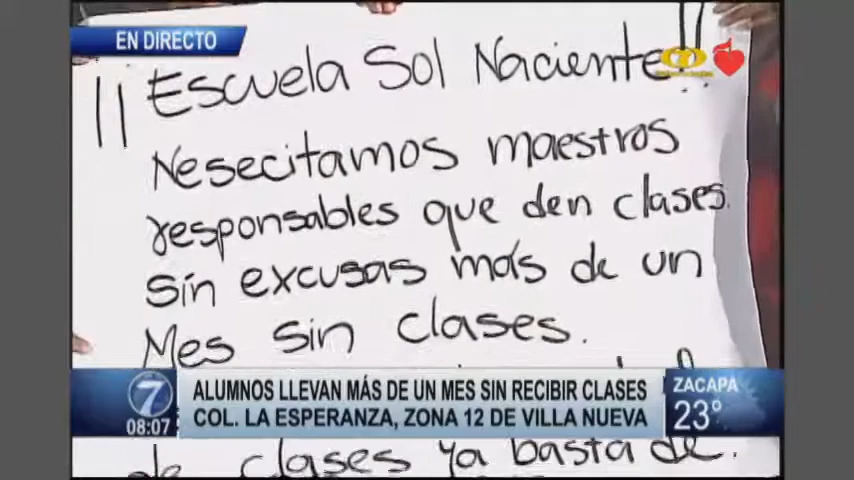 EN DIRECTO
¡¡Escuela Sol Naciente!!
Nesecitamos maestros
responsables que den clases.
sin excusas más de un
Mes sin clases.
7
08:07
ALUMNOS LLEVAN MÁS DE UN MES SIN RECIBIR CLASES
COL. LA ESPERANZA, ZONA 12 DE VILLA NUEVA
ZACAPA
23°
de clases ya basta de.